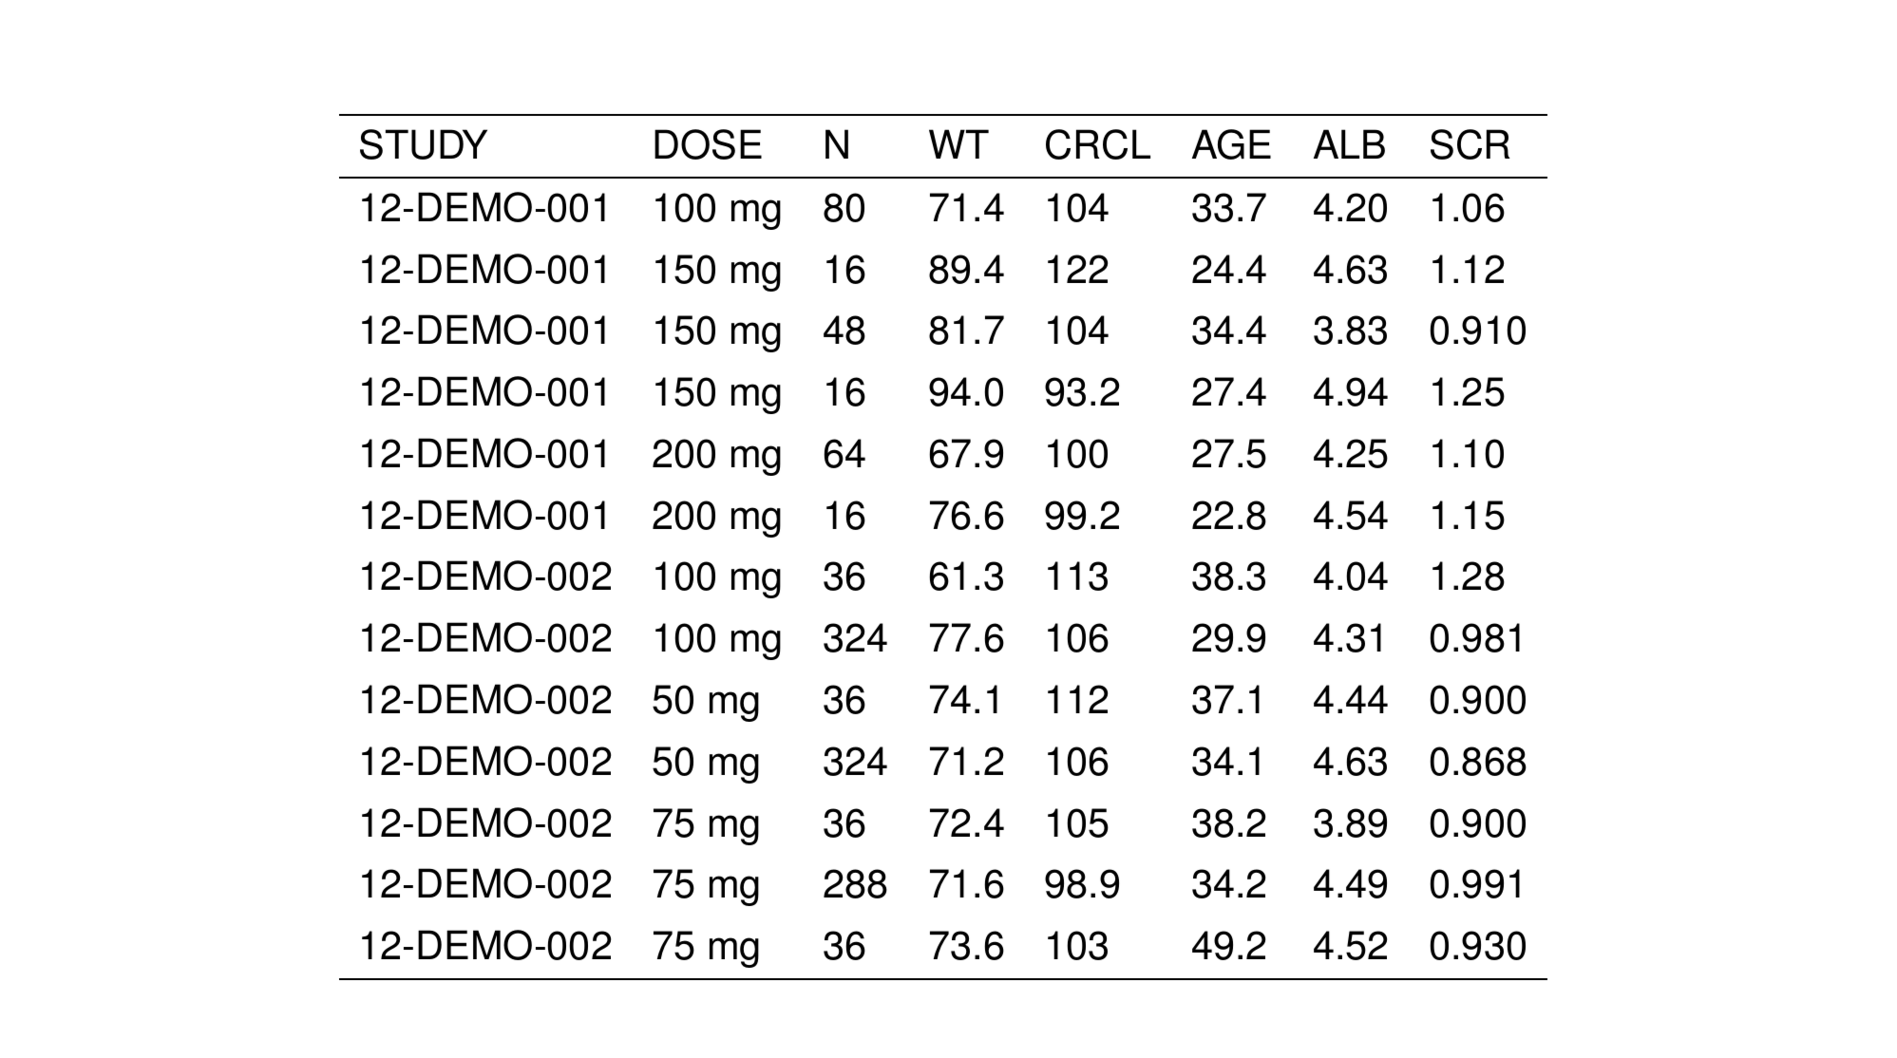 STUDY DOSE N WT CRCL AGE ALB SCR
12-DEMO-001 100 mg 80 71.4 104 33.7 4.20 1.06
12-DEMO-001 150 mg 16 89.4 122 24.4 4.63 1.12
12-DEMO-001 150 mg 48 81.7 104 34.4 3.83 0.910
12-DEMO-001 150 mg 16 94.0 93.2 27.4 4.94 1.25
12-DEMO-001 200 mg 64 67.9 100 27.5 4.25 1.10
12-DEMO-001 200 mg 16 76.6 99.2 22.8 4.54 1.15
12-DEMO-002 100 mg 36 61.3 113 38.3 4.04 1.28
12-DEMO-002 100 mg 324 77.6 106 29.9 4.31 0.981
12-DEMO-002 50 mg 36 74.1 112 37.1 4.44 0.900
12-DEMO-002 50 mg 324 71.2 106 34.1 4.63 0.868
12-DEMO-002 75 mg 36 72.4 105 38.2 3.89 0.900
12-DEMO-002 75 mg 288 71.6 98.9 34.2 4.49 0.991
12-DEMO-002 75 mg 36 73.6 103 49.2 4.52 0.930